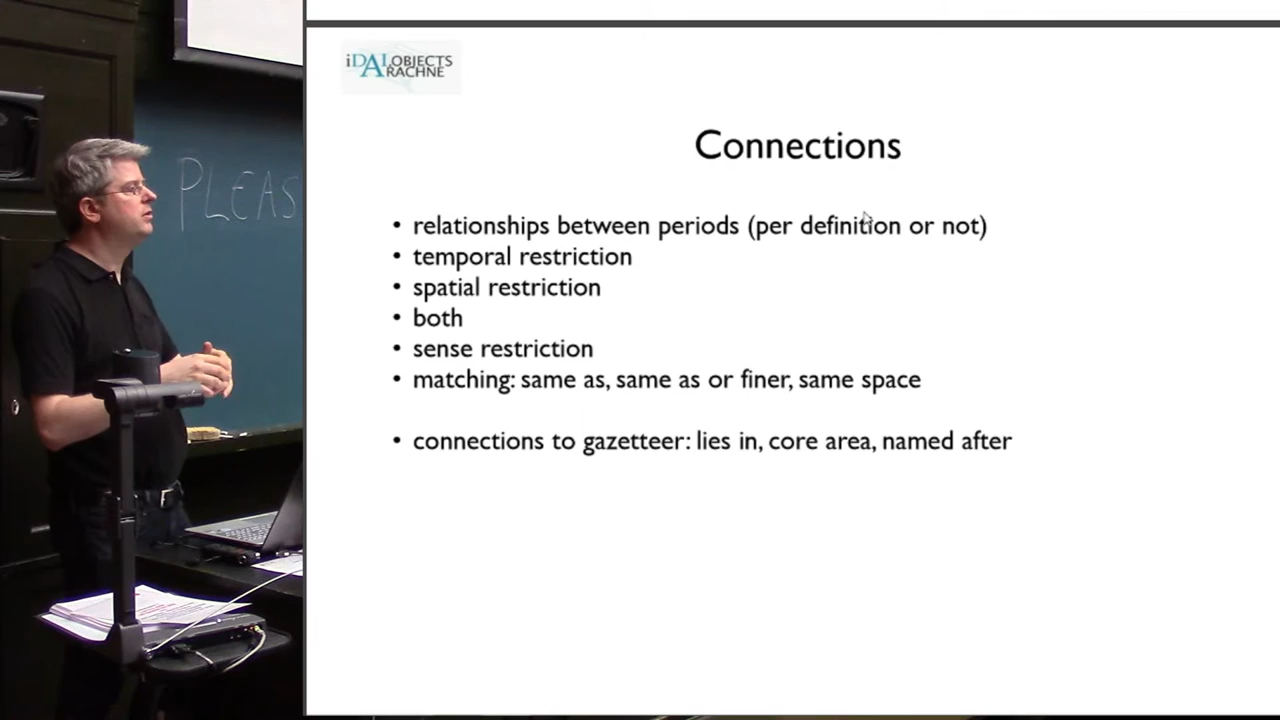 iDAI.OBJECTS
ARACHNE
Connections
PLEAS
• relationships between periods (per definition or not)
• temporal restriction
• spatial restriction
• both
• sense restriction
• matching: same as, same as or finer, same space
• connections to gazetteer: lies in, core area, named after